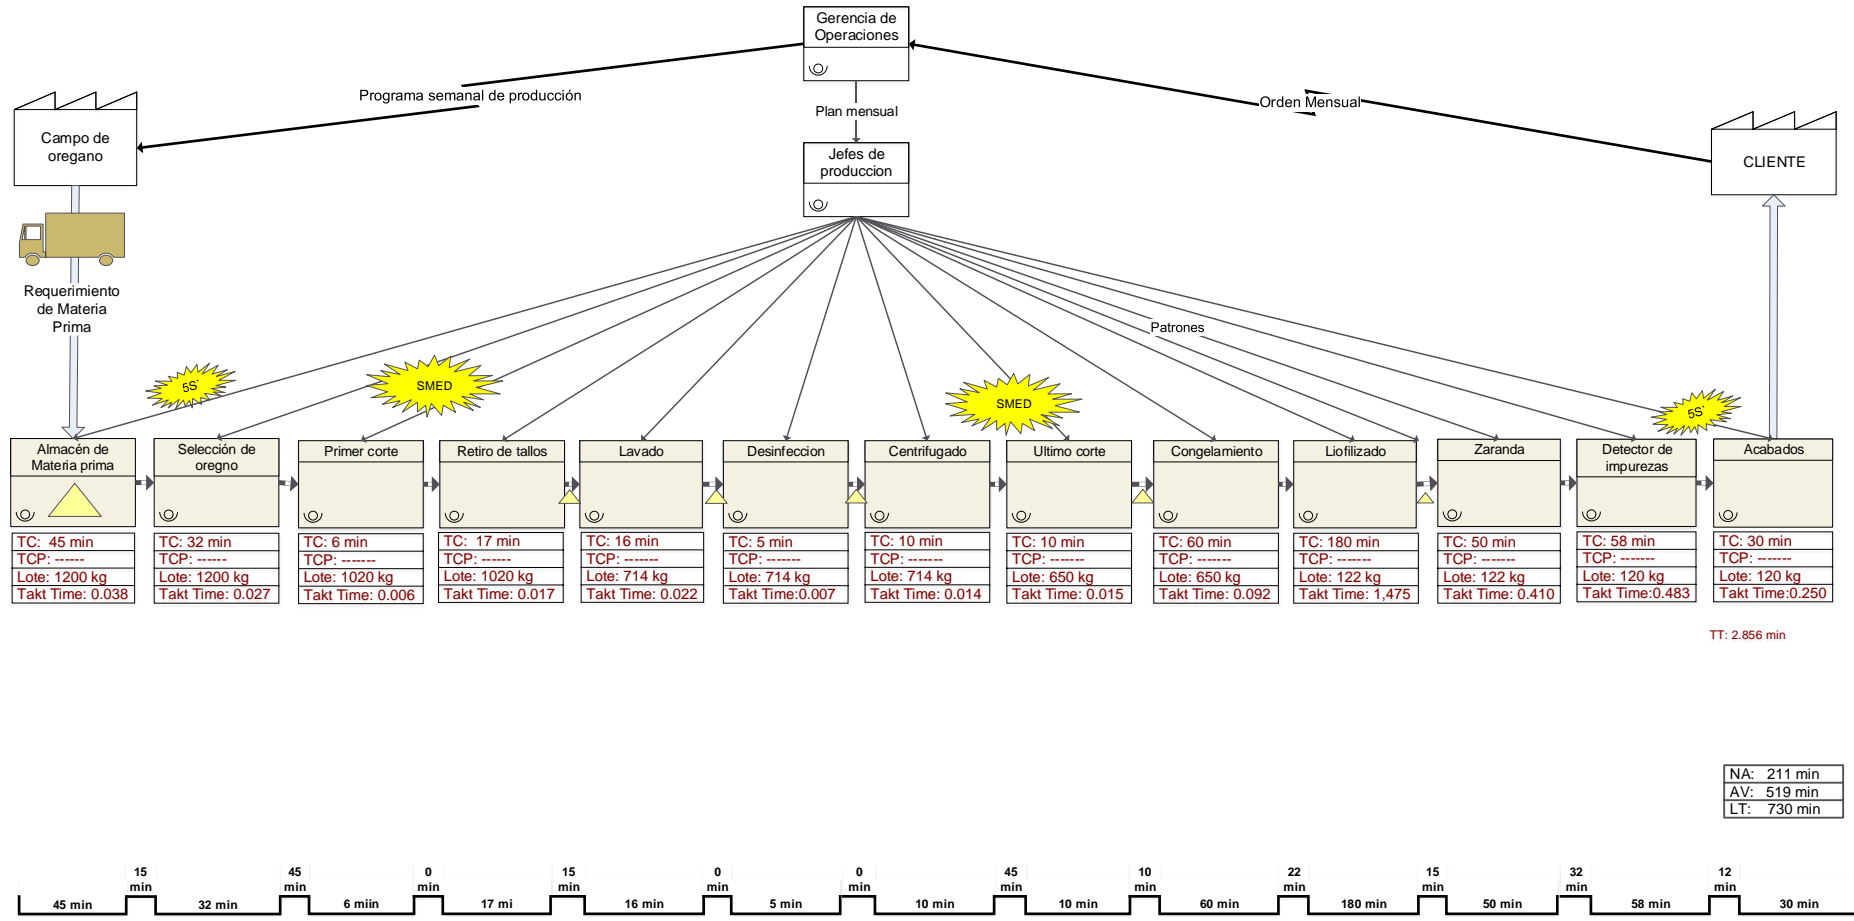 Gerencia de
Operaciones
Programa semanal de producción
Plan mensual
Orden Mensual
Campo de
oregano
Jefes de
produccion
CLIENTE
Requerimiento
de Materia
Prima
Patrones
5S`
SMED
SMED
5S`
Almacén de
Materia prima
TC: 45 min
TCP: ------
Lote: 1200 kg
Takt Time: 0.038
Selección de
oregno
TC: 32 min
TCP: ------
Lote: 1200 kg
Takt Time: 0.027
Primer corte
TC: 6 min
TCP: -------
Lote: 1020 kg
Takt Time: 0.006
Retiro de tallos
TC: 17 min
TCP: ------
Lote: 1020 kg
Takt Time: 0.017
Lavado
TC: 16 min
TCP: -------
Lote: 714 kg
Takt Time: 0.022
Desinfeccion
TC: 5 min
TCP: -------
Lote: 714 kg
Takt Time:0.007
Centrifugado
TC: 10 min
TCP: -------
Lote: 714 kg
Takt Time: 0.014
Ultimo corte
TC: 10 min
TCP: -------
Lote: 650 kg
Takt Time: 0.015
Congelamiento
TC: 60 min
TCP: -------
Lote: 650 kg
Takt Time: 0.092
Liofilizado
TC: 180 min
TCP: -------
Lote: 122 kg
Takt Time: 1,475
Zaranda
TC: 50 min
TCP: -------
Lote: 122 kg
Takt Time: 0.410
Detector de
impurezas
TC: 58 min
TCP: -------
Lote: 120 kg
Takt Time:0.483
Acabados
TC: 30 min
TCP: -------
Lote: 120 kg
Takt Time:0.250
TT: 2.856 min
NA: 211 min
AV: 519 min
LT: 730 min
15 45 0 15 0 0 45 10 22 15 32 12
min min min min min min min min min min min min
45 min 32 min 6 miin 17 mi 16 min 5 min 10 min 10 min 60 min 180 min 50 min 58 min 30 min